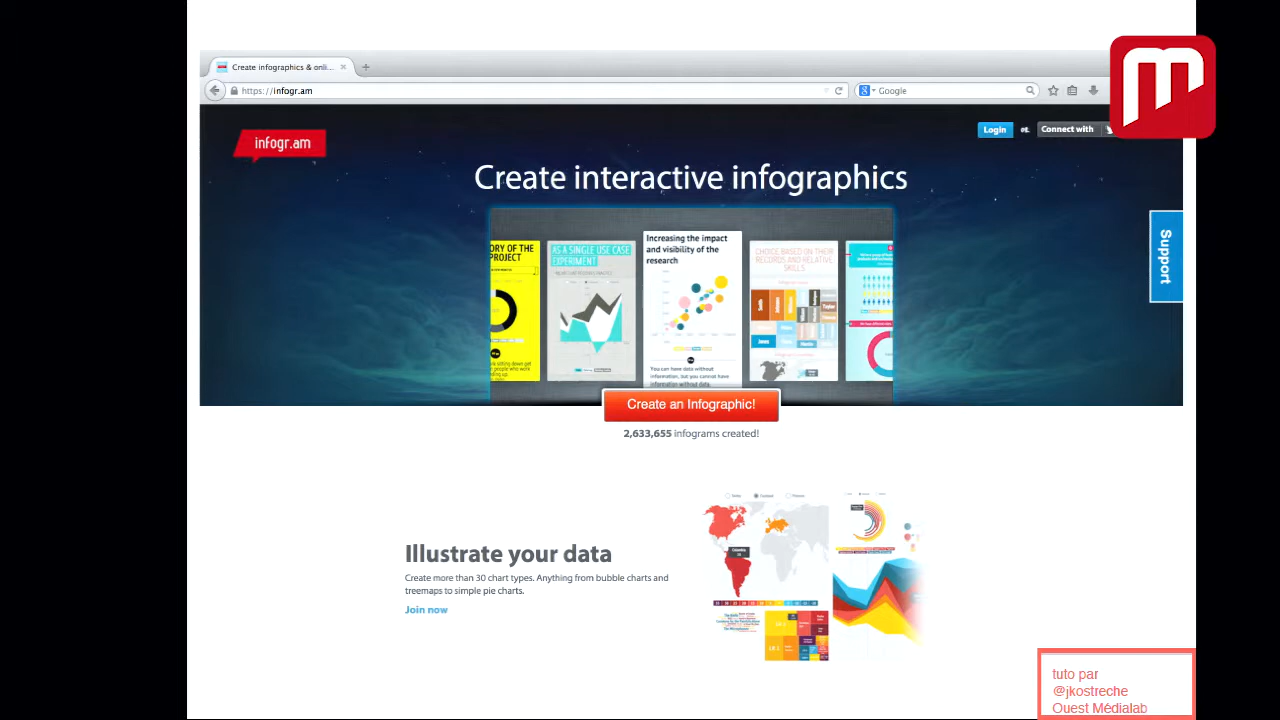 Create infographics & onli...
https://infogr.am
Google
infogr.am
Login or Connect with
Create interactive infographics
ORY OF THE
PROJECT
AS A SINGLE USE CASE
EXPERIMENT
Increasing the impact
and visibility of the
research
CHOICE BASED ON THEIR
RECORDS AND RELATIVE
SKILLS
You can have data without
information, but you cannot have
information without data.
Support
Create an Infographic!
2,633,655 infograms created!
Illustrate your data
Create more than 30 chart types. Anything from bubble charts and
treemaps to simple pie charts.
Join now
tuto par
@jkostreche
Ouest Médialab